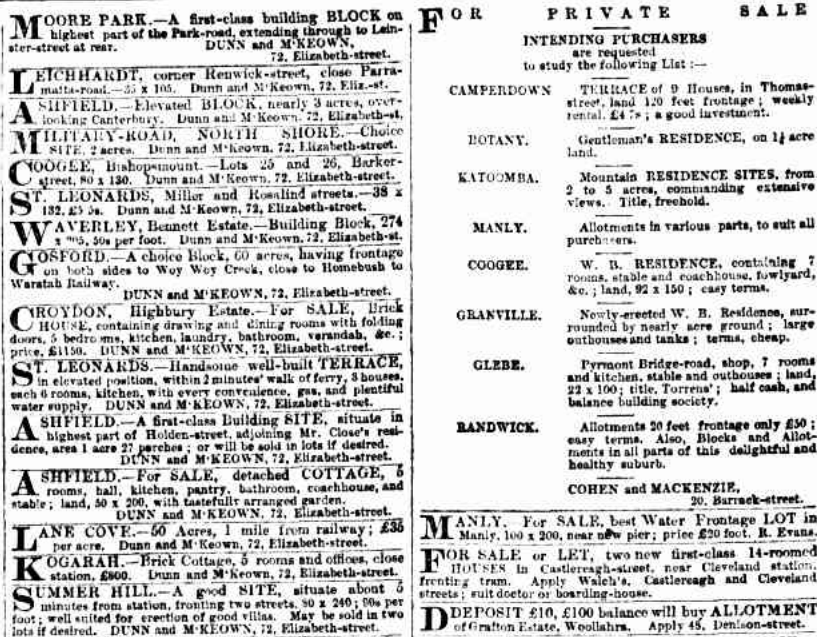 MOORE PARK.—A first-class building BLOCK on
highest part of the Park-road, extending through to Lein-
ster-street at rear. DUNN and M'KEOWN,
72, Elizabeth-street.
LEICHHARDT, corner Renwick-street, close Parra-
matta-road.—35 x 105. Dunn and M'Keown, 72, Eliz.-st.
ASHFIELD.—Elevated BLOCK, nearly 3 acres, over-
looking Canterbury. Dunn and M'Keown, 72, Elizabeth-st.
MILITARY-ROAD, NORTH SHORE.—Choice
SITE, 2 acres. Dunn and M'Keown, 72, Elizabeth-street.
COOGEE, Bishopsmount.—Lots 25 and 26, Barker-
street, 80 x 130. Dunn and M'Keown, 72, Elizabeth-street.
ST. LEONARDS, Miller and Rosalind streets.—38 x
132, £5 5s. Dunn and M'Keown, 72, Elizabeth-street.
WAVERLEY, Bennett Estate.—Building Block, 274
x 50s per foot. Dunn and M'Keown, 72, Elizabeth-st.
GOSFORD.—A choice Block, 60 acres, having frontage
on both sides to Woy Woy Creek, close to Homebush to
Waratah Railway.
DUNN and M'KEOWN, 72, Elizabeth-street.
CROYDON, Highbury Estate.—For SALE, Brick
HOUSE, containing drawing and dining rooms with folding
doors, 5 bedrooms, kitchen, laundry, bathroom, verandah, &c. ;
price, £1150. DUNN and M'KEOWN, 72, Elizabeth-street.
ST. LEONARDS.—Handsome well-built TERRACE,
in elevated position, within 2 minutes' walk of ferry, 3 houses,
each 6 rooms, kitchen, with every convenience, gas, and plentiful
water supply. DUNN and M'KEOWN, 72, Elizabeth-street.
ASHFIELD.—A first-class Building SITE, situate in
highest part of Holden-street, adjoining Mr. Close's resi-
dence, area 1 acre 27 perches ; or will be sold in lots if desired.
DUNN and M'KEOWN, 72, Elizabeth-street.
ASHFIELD.—For SALE, detached COTTAGE, 5
rooms, hall, kitchen, pantry, bathroom, coachhouse, and
stable ; land, 50 x 200, with tastefully arranged garden.
DUNN and M'KEOWN, 72, Elizabeth-street.
LANE COVE.—50 Acres, 1 mile from railway ; £35
per acre. Dunn and M'Keown, 72, Elizabeth-street.
KOGARAH.—Brick Cottage, 5 rooms and offices, close
station, £800. Dunn and M'Keown, 72, Elizabeth-street.
SUMMER HILL.—A good SITE, situate about 5
minutes from station, fronting two streets, 80 x 240 ; 90s per
foot ; well suited for erection of good villas. May be sold in two
lots if desired. DUNN and M'KEOWN, 72, Elizabeth-street.
FOR PRIVATE SALE
INTENDING PURCHASERS
are requested
to study the following List :—
CAMPERDOWN TERRACE of 9 Houses, in Thomas-
street, land 120 feet frontage ; weekly
rental, £4 7s ; a good investment.
BOTANY. Gentleman's RESIDENCE, on 1½ acre
land.
KATOOMBA. Mountain RESIDENCE SITES, from
2 to 5 acres, commanding extensive
views. Title, freehold.
MANLY. Allotments in various parts, to suit all
purchasers.
COOGEE. W. B. RESIDENCE, containing 7
rooms, stable and coachhouse, fowlyard,
&c. ; land, 92 x 150 ; easy terms.
GRANVILLE. Newly-erected W. B. Residence, sur-
rounded by nearly acre ground ; large
outhouses and tanks ; terms, cheap.
GLEBE. Pyrmont Bridge-road, shop, 7 rooms
and kitchen, stable and outhouses ; land,
22 x 100 ; title, Torrens' ; half cash, and
balance building society.
RANDWICK. Allotments 20 feet frontage only £50 ;
easy terms. Also, Blocks and Allot-
ments in all parts of this delightful and
healthy suburb.
COHEN and MACKENZIE,
20, Barrack-street.
MANLY. For SALE, best Water Frontage LOT in
Manly, 100 x 200, near new pier ; price £20 foot. R. Evans.
FOR SALE or LET, two new first-class 14-roomed
HOUSES in Castlereagh-street, near Cleveland station,
fronting tram. Apply Walch's, Castlereagh and Cleveland
streets ; suit doctor or boarding-house.
DDEPOSIT £10, £100 balance will buy ALLOTMENT
of Grafton Estate, Woollahra. Apply 45, Denison-street.